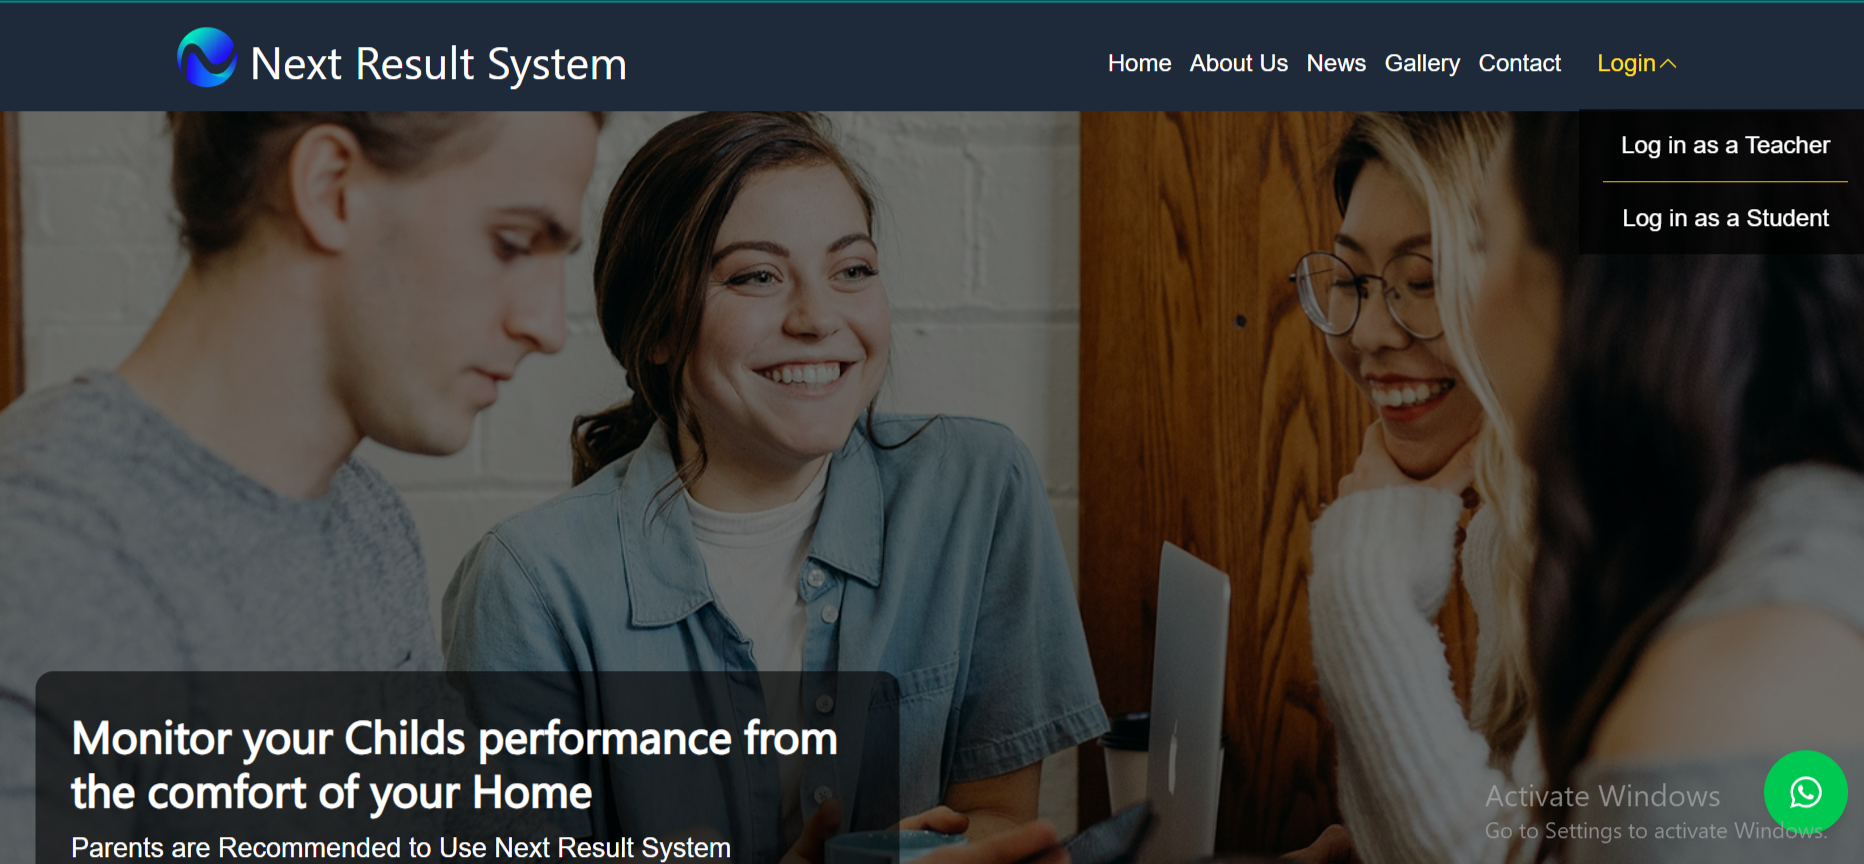 Next Result System
Home About Us News Gallery Contact Login
Log in as a Teacher
Log in as a Student
Monitor your Childs performance from
the comfort of your Home
Parents are Recommended to Use Next Result System
Activate Windows
Go to Settings to activate Windows.